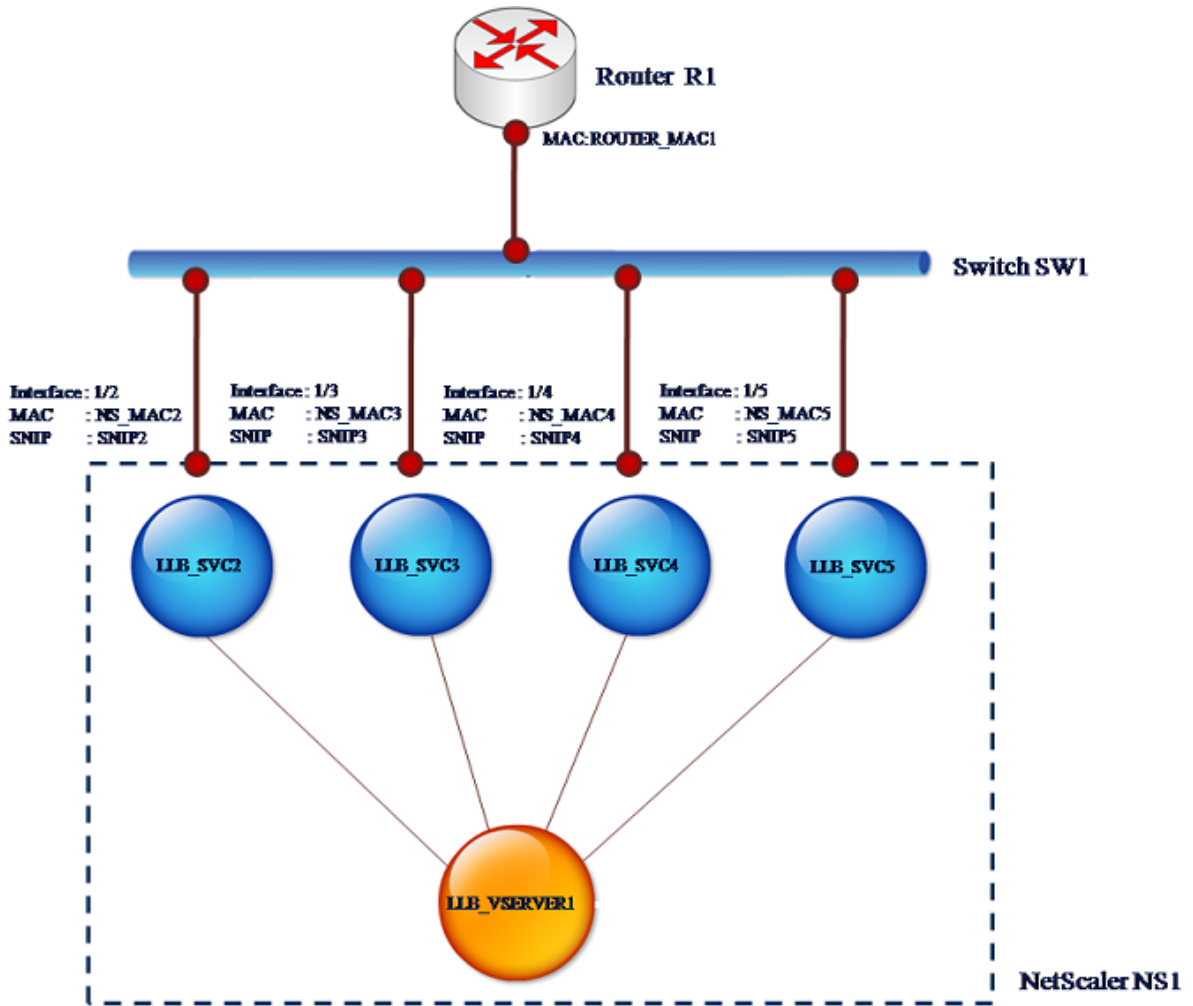 Router R1
MAC:ROUTER_MAC1
Switch SW1
Interface: 1/2
MAC : NS_MAC2
SNIP : SNIP2
Interface: 1/3
MAC : NS_MAC3
SNIP : SNIP3
Interface: 1/4
MAC : NS_MAC4
SNIP : SNIP4
Interface: 1/5
MAC : NS_MAC5
SNIP : SNIP5
LLB_SVC2
LLB_SVC3
LLB_SVC4
LLB_SVC5
LLB_VSERVER1
NetScaler NS1